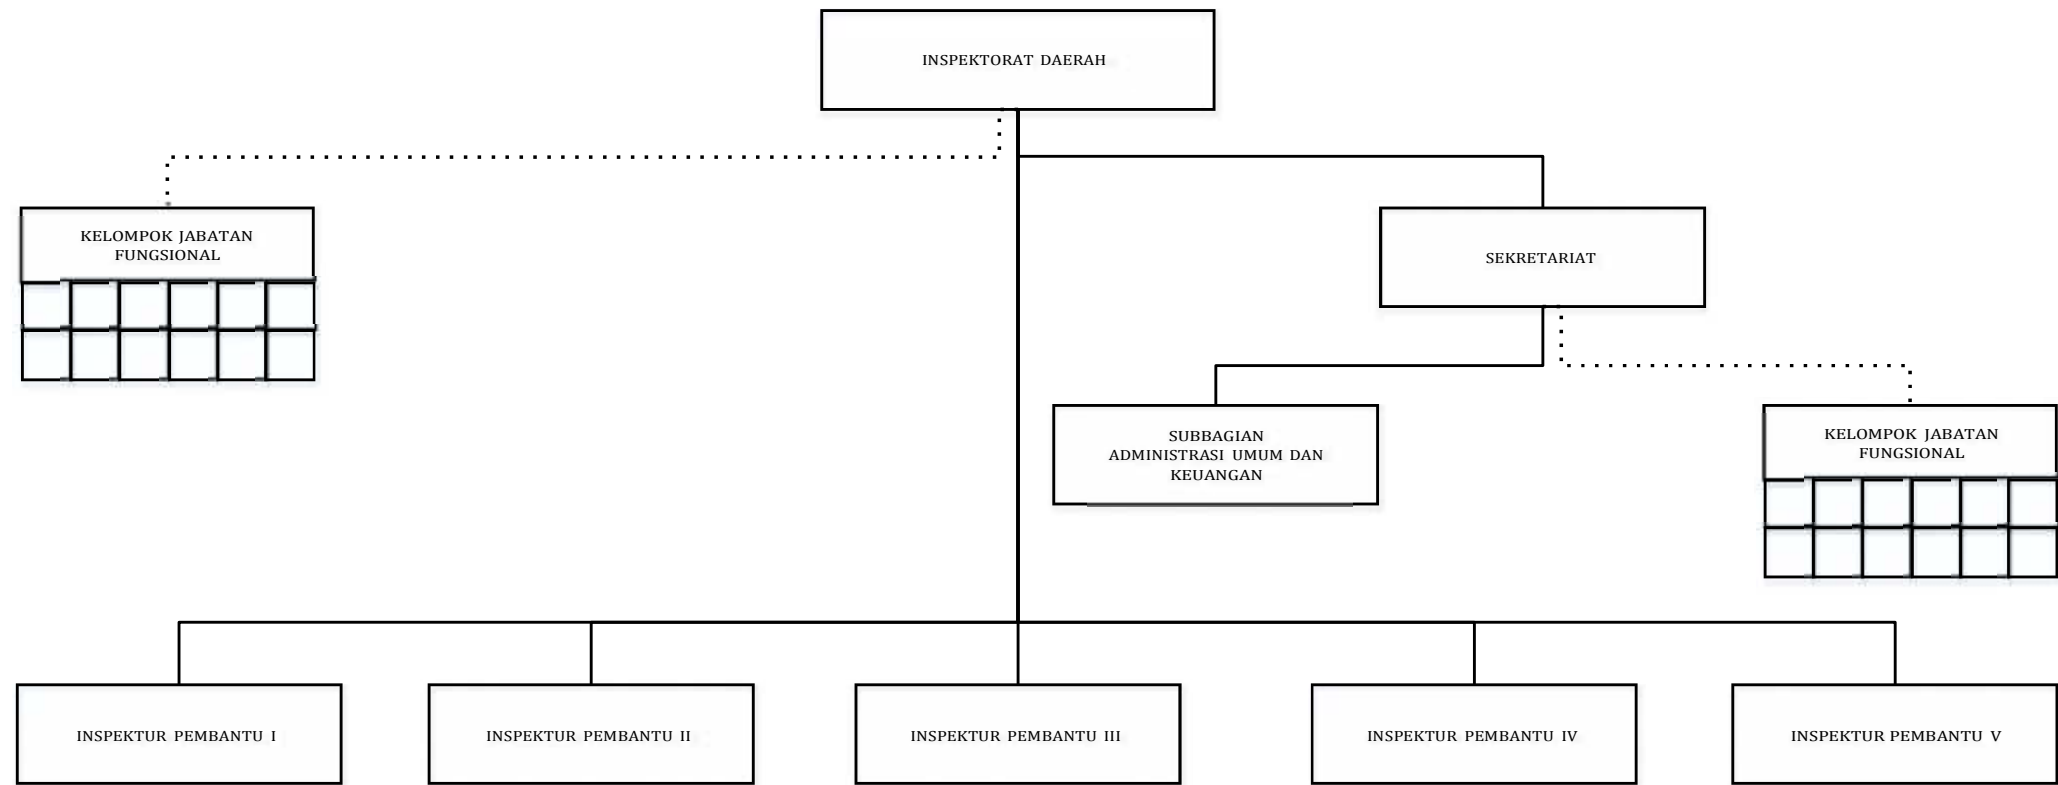 INSPEKTORAT DAERAH
KELOMPOK JABATAN
FUNGSIONAL
SEKRETARIAT
SUBBAGIAN
ADMINISTRASI UMUM DAN
KEUANGAN
KELOMPOK JABATAN
FUNGSIONAL
INSPEKTUR PEMBANTU I
INSPEKTUR PEMBANTU II
INSPEKTUR PEMBANTU III
INSPEKTUR PEMBANTU IV
INSPEKTUR PEMBANTU V